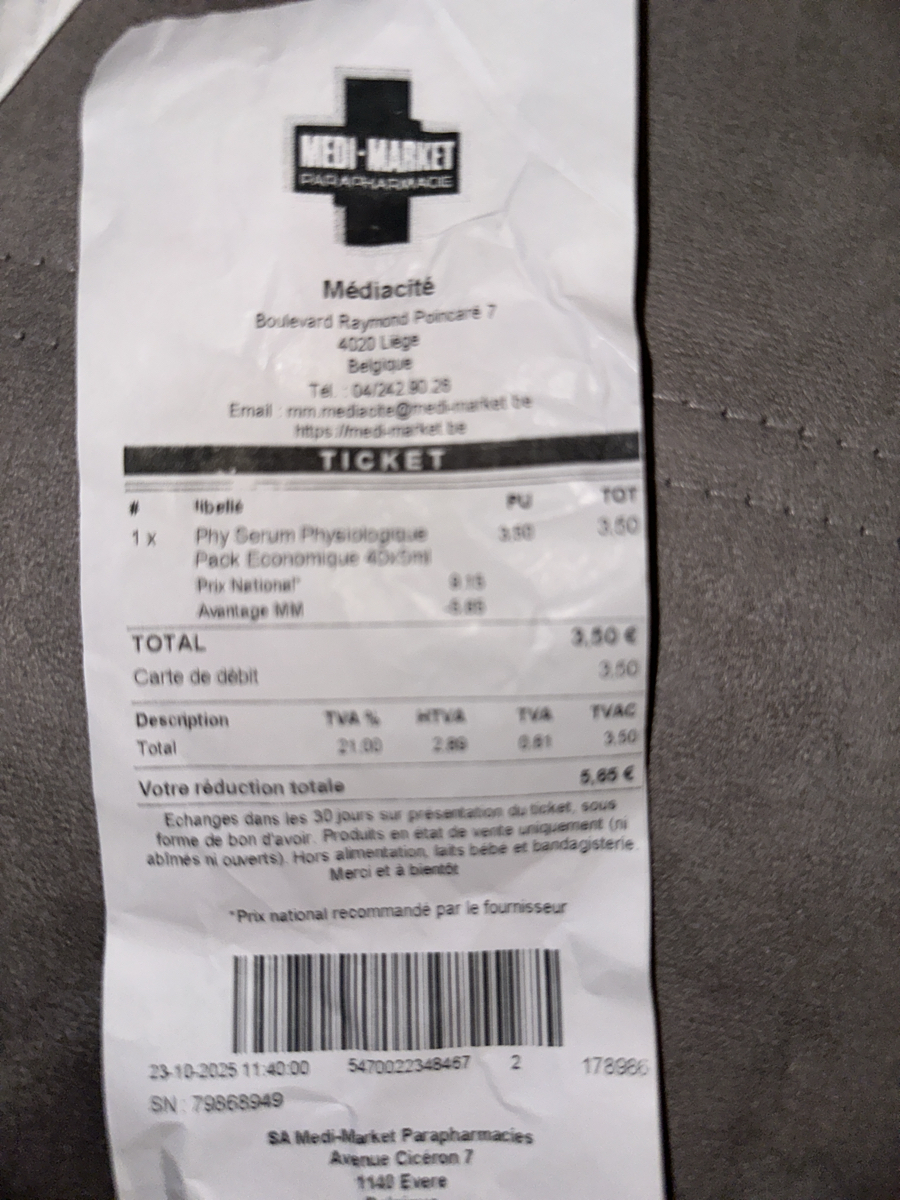 MEDI-MARKET
PARAPHARMACIE
Médiacité
Boulevard Raymond Poincaré 7
4020 Liège
Belgique
Tél. : 04/242.90.26
Email : mm.mediacite@medi-market.be
https://medi-market.be
TICKET
# libellé PU TOT
1 x Phy Serum Physiologique 3.50 3.50
Pack Economique 40x5ml
Prix National* 9.15
Avantage MM -5.65
TOTAL 3,50 €
Carte de débit 3.50
Description TVA % HTVA TVA TVAC
Total 21.00 2.89 0.61 3.50
Votre réduction totale 5,65 €
Echanges dans les 30 jours sur présentation du ticket, sous
forme de bon d'avoir. Produits en état de vente uniquement (ni
abîmés ni ouverts). Hors alimentation, laits bébé et bandagisterie.
Merci et à bientôt
*Prix national recommandé par le fournisseur
23-10-2025 11:40:00 5470022348467 2 178986
SN : 79868949
SA Medi-Market Parapharmacies
Avenue Cicéron 7
1140 Evere